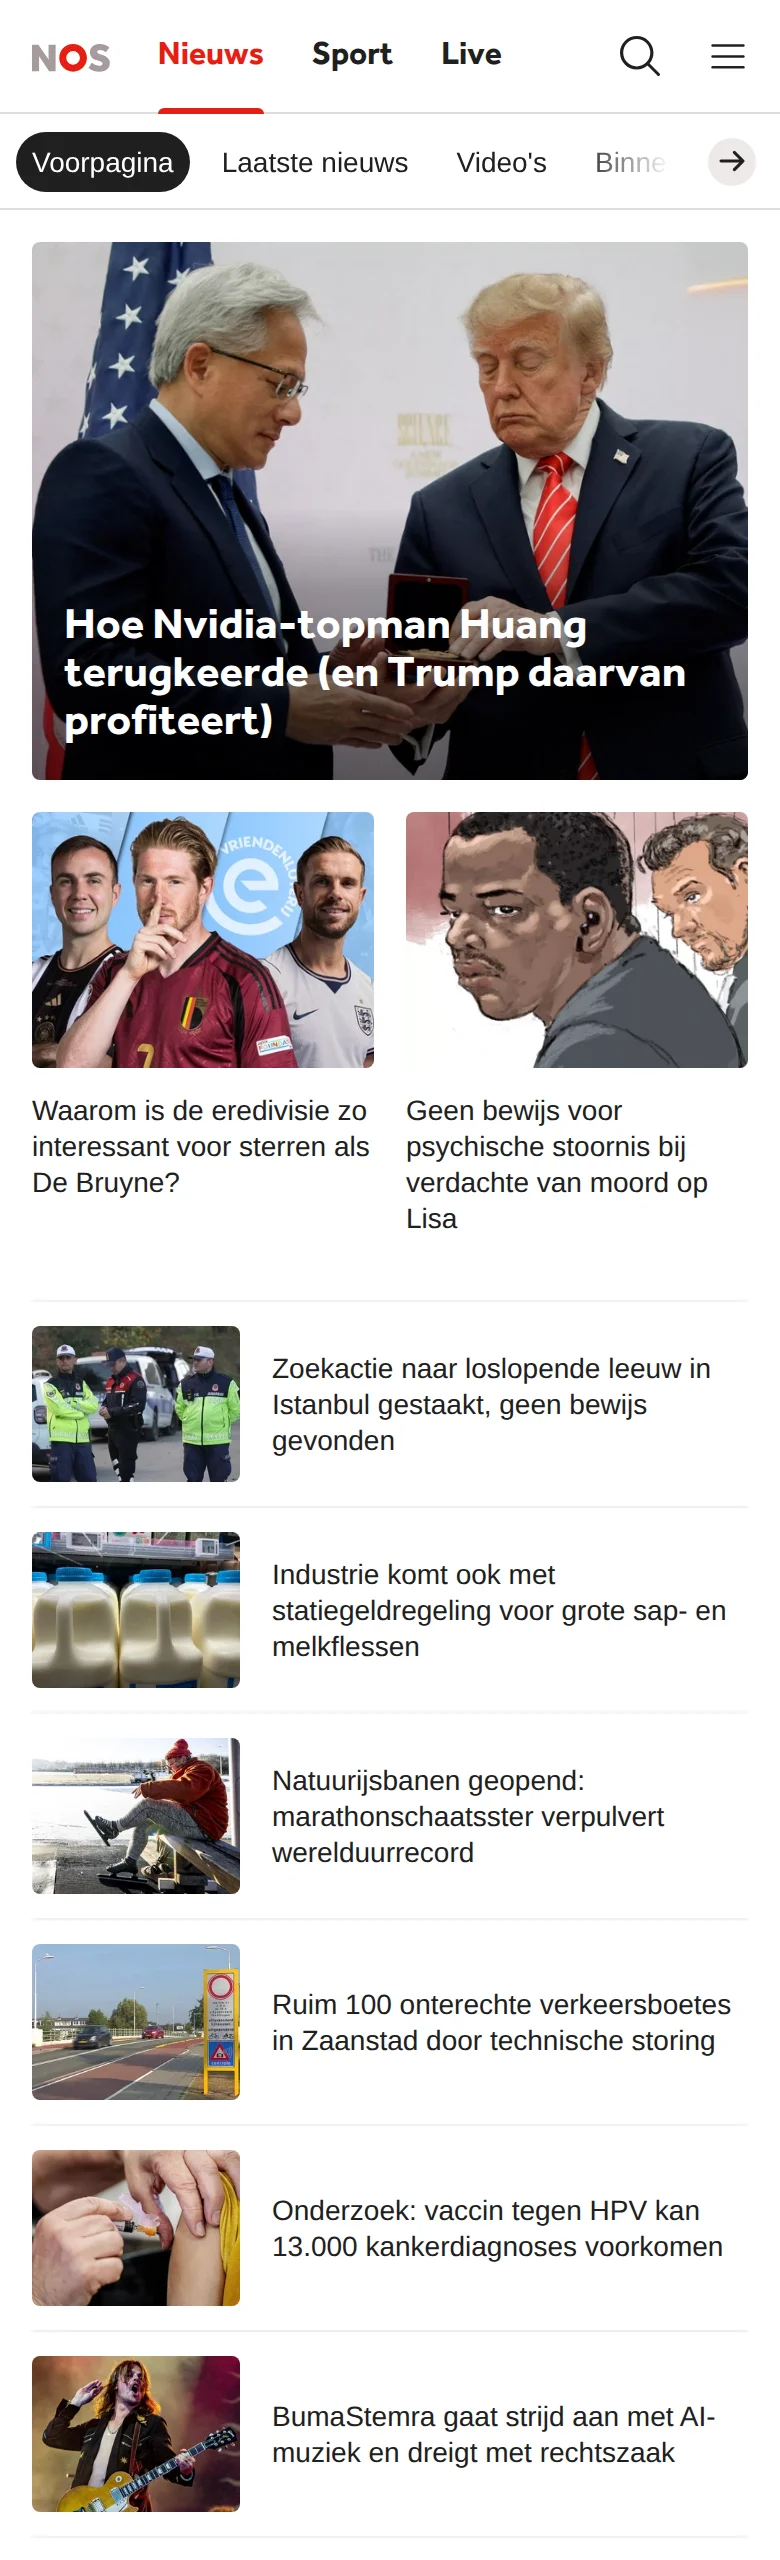 NOS
Nieuws
Sport
Live
Voorpagina
Laatste nieuws
Video's
Binne
THE
Hoe Nvidia-topman Huang
terugkeerde (en Trump daarvan
profiteert)
VRIENDENLOTERIJ
Waarom is de eredivisie zo
interessant voor sterren als
De Bruyne?
Geen bewijs voor
psychische stoornis bij
verdachte van moord op
Lisa
Zoekactie naar loslopende leeuw in
Istanbul gestaakt, geen bewijs
gevonden
Industrie komt ook met
statiegeldregeling voor grote sap- en
melkflessen
Natuurijsbanen geopend:
marathonschaatsster verpulvert
werelduurrecord
Ruim 100 onterechte verkeersboetes
in Zaanstad door technische storing
Onderzoek: vaccin tegen HPV kan
13.000 kankerdiagnoses voorkomen
BumaStemra gaat strijd aan met AI-
muziek en dreigt met rechtszaak